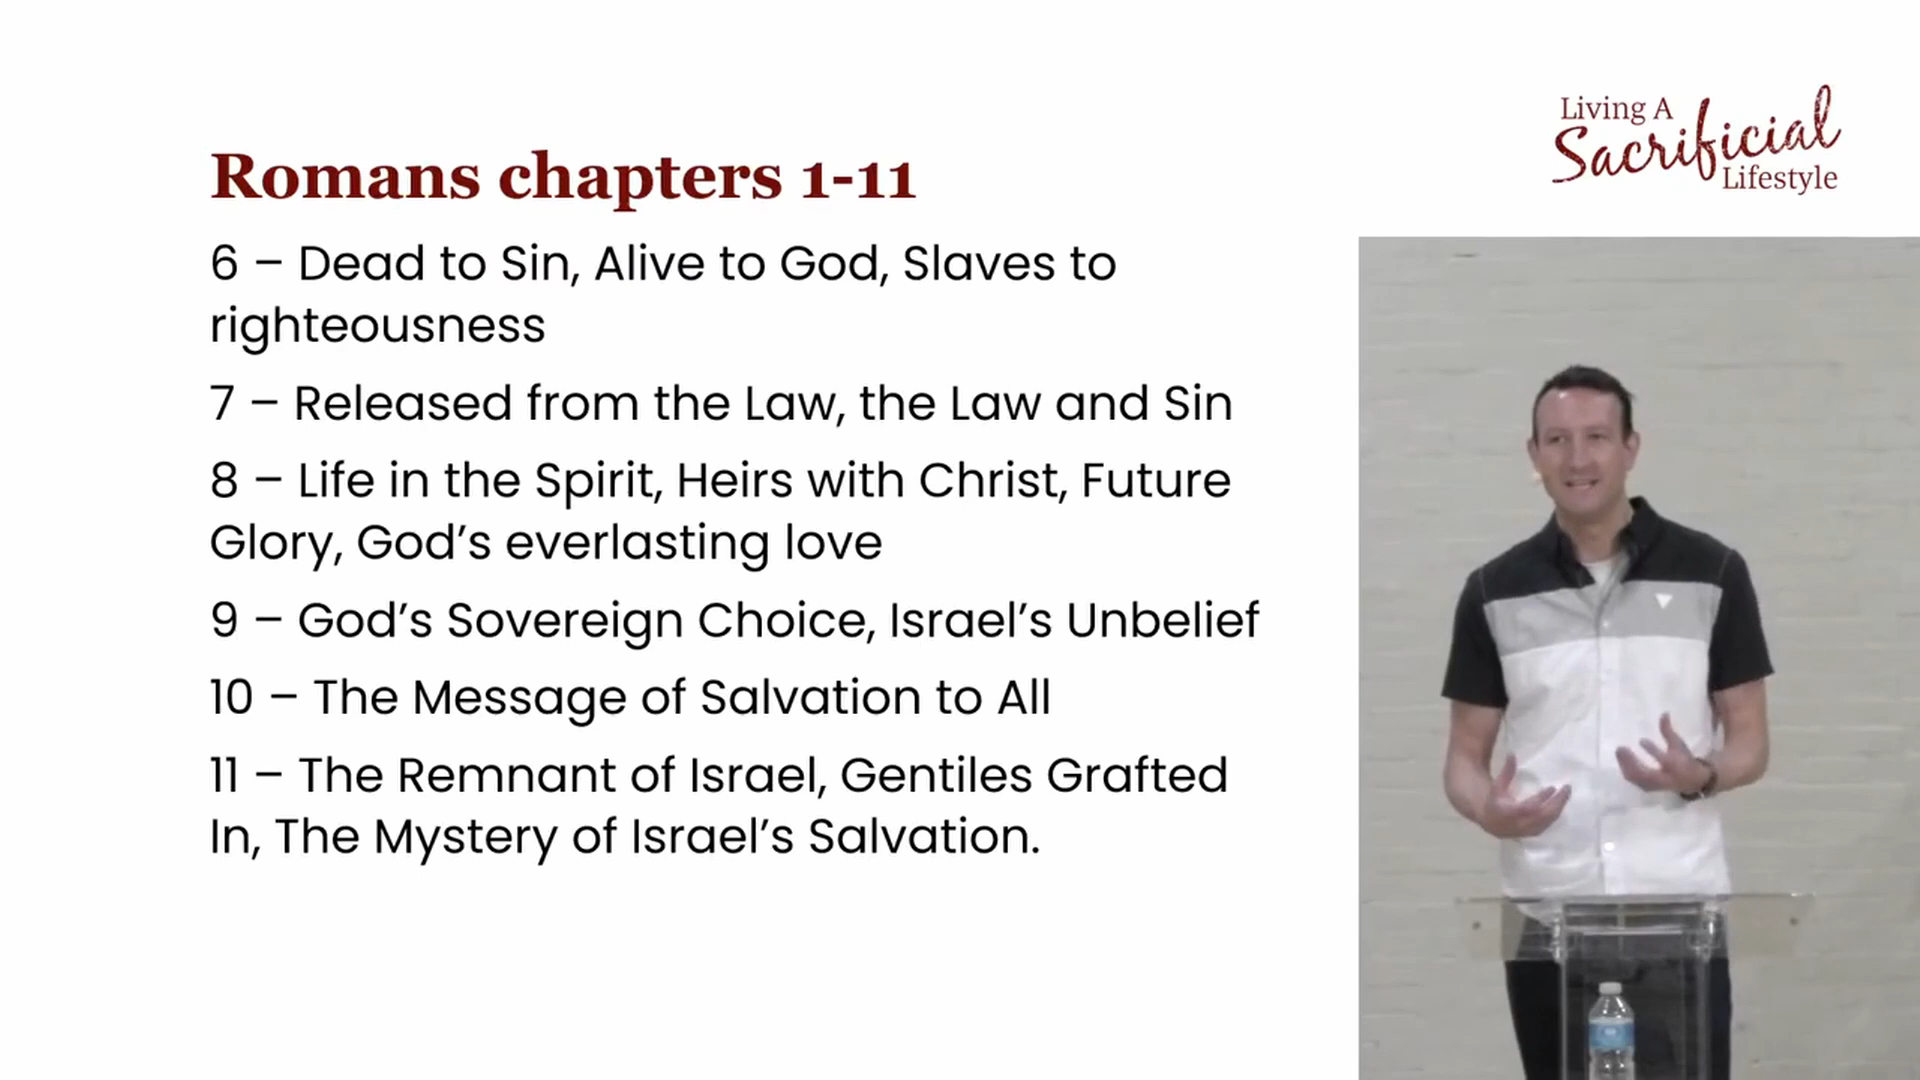 Living A
Sacrificial
Lifestyle
Romans chapters 1-11
6 – Dead to Sin, Alive to God, Slaves to
righteousness
7 – Released from the Law, the Law and Sin
8 – Life in the Spirit, Heirs with Christ, Future
Glory, God’s everlasting love
9 – God’s Sovereign Choice, Israel’s Unbelief
10 – The Message of Salvation to All
11 – The Remnant of Israel, Gentiles Grafted
In, The Mystery of Israel’s Salvation.